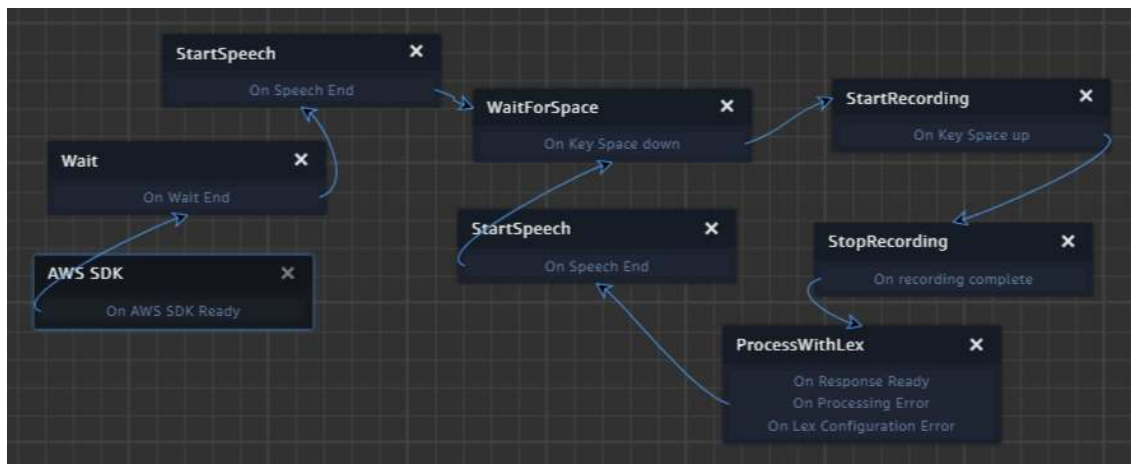 StartSpeech
On Speech End
WaitForSpace
On Key Space down
StartRecording
On Key Space up
Wait
On Wait End
StartSpeech
On Speech End
StopRecording
On recording complete
AWS SDK
On AWS SDK Ready
ProcessWithLex
On Response Ready
On Processing Error
On Lex Configuration Error